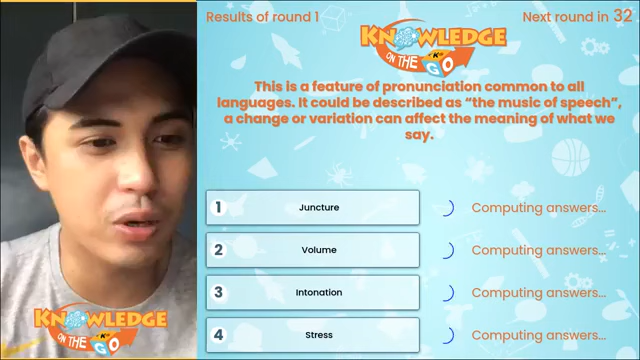 Results of round 1
KNOWLEDGE
ON THE GO
Next round in 32
This is a feature of pronunciation common to all
languages. It could be described as “the music of speech”,
a change or variation can affect the meaning of what we
say.
1 Juncture Computing answers...
2 Volume Computing answers...
3 Intonation Computing answers...
4 Stress Computing answers...
KNOWLEDGE
ON THE GO